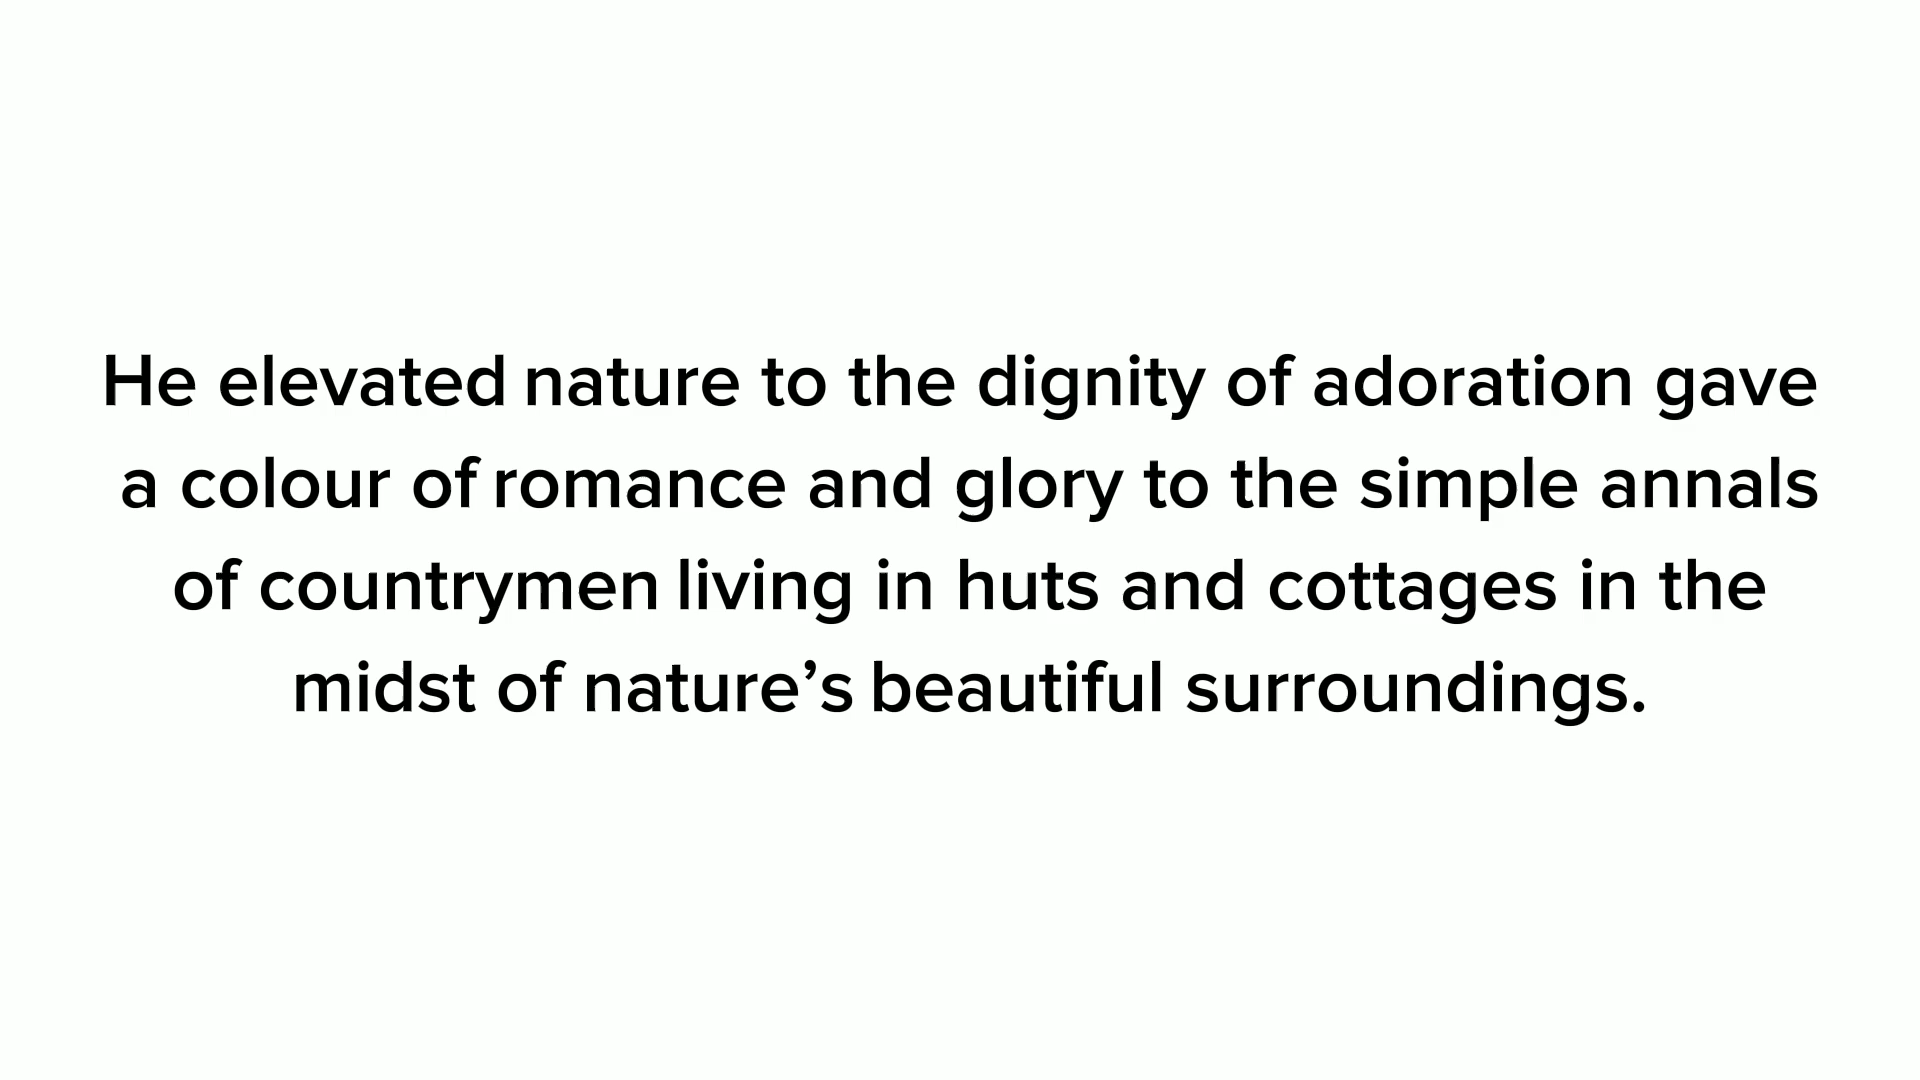 He elevated nature to the dignity of adoration gave
a colour of romance and glory to the simple annals
of countrymen living in huts and cottages in the
midst of nature’s beautiful surroundings.